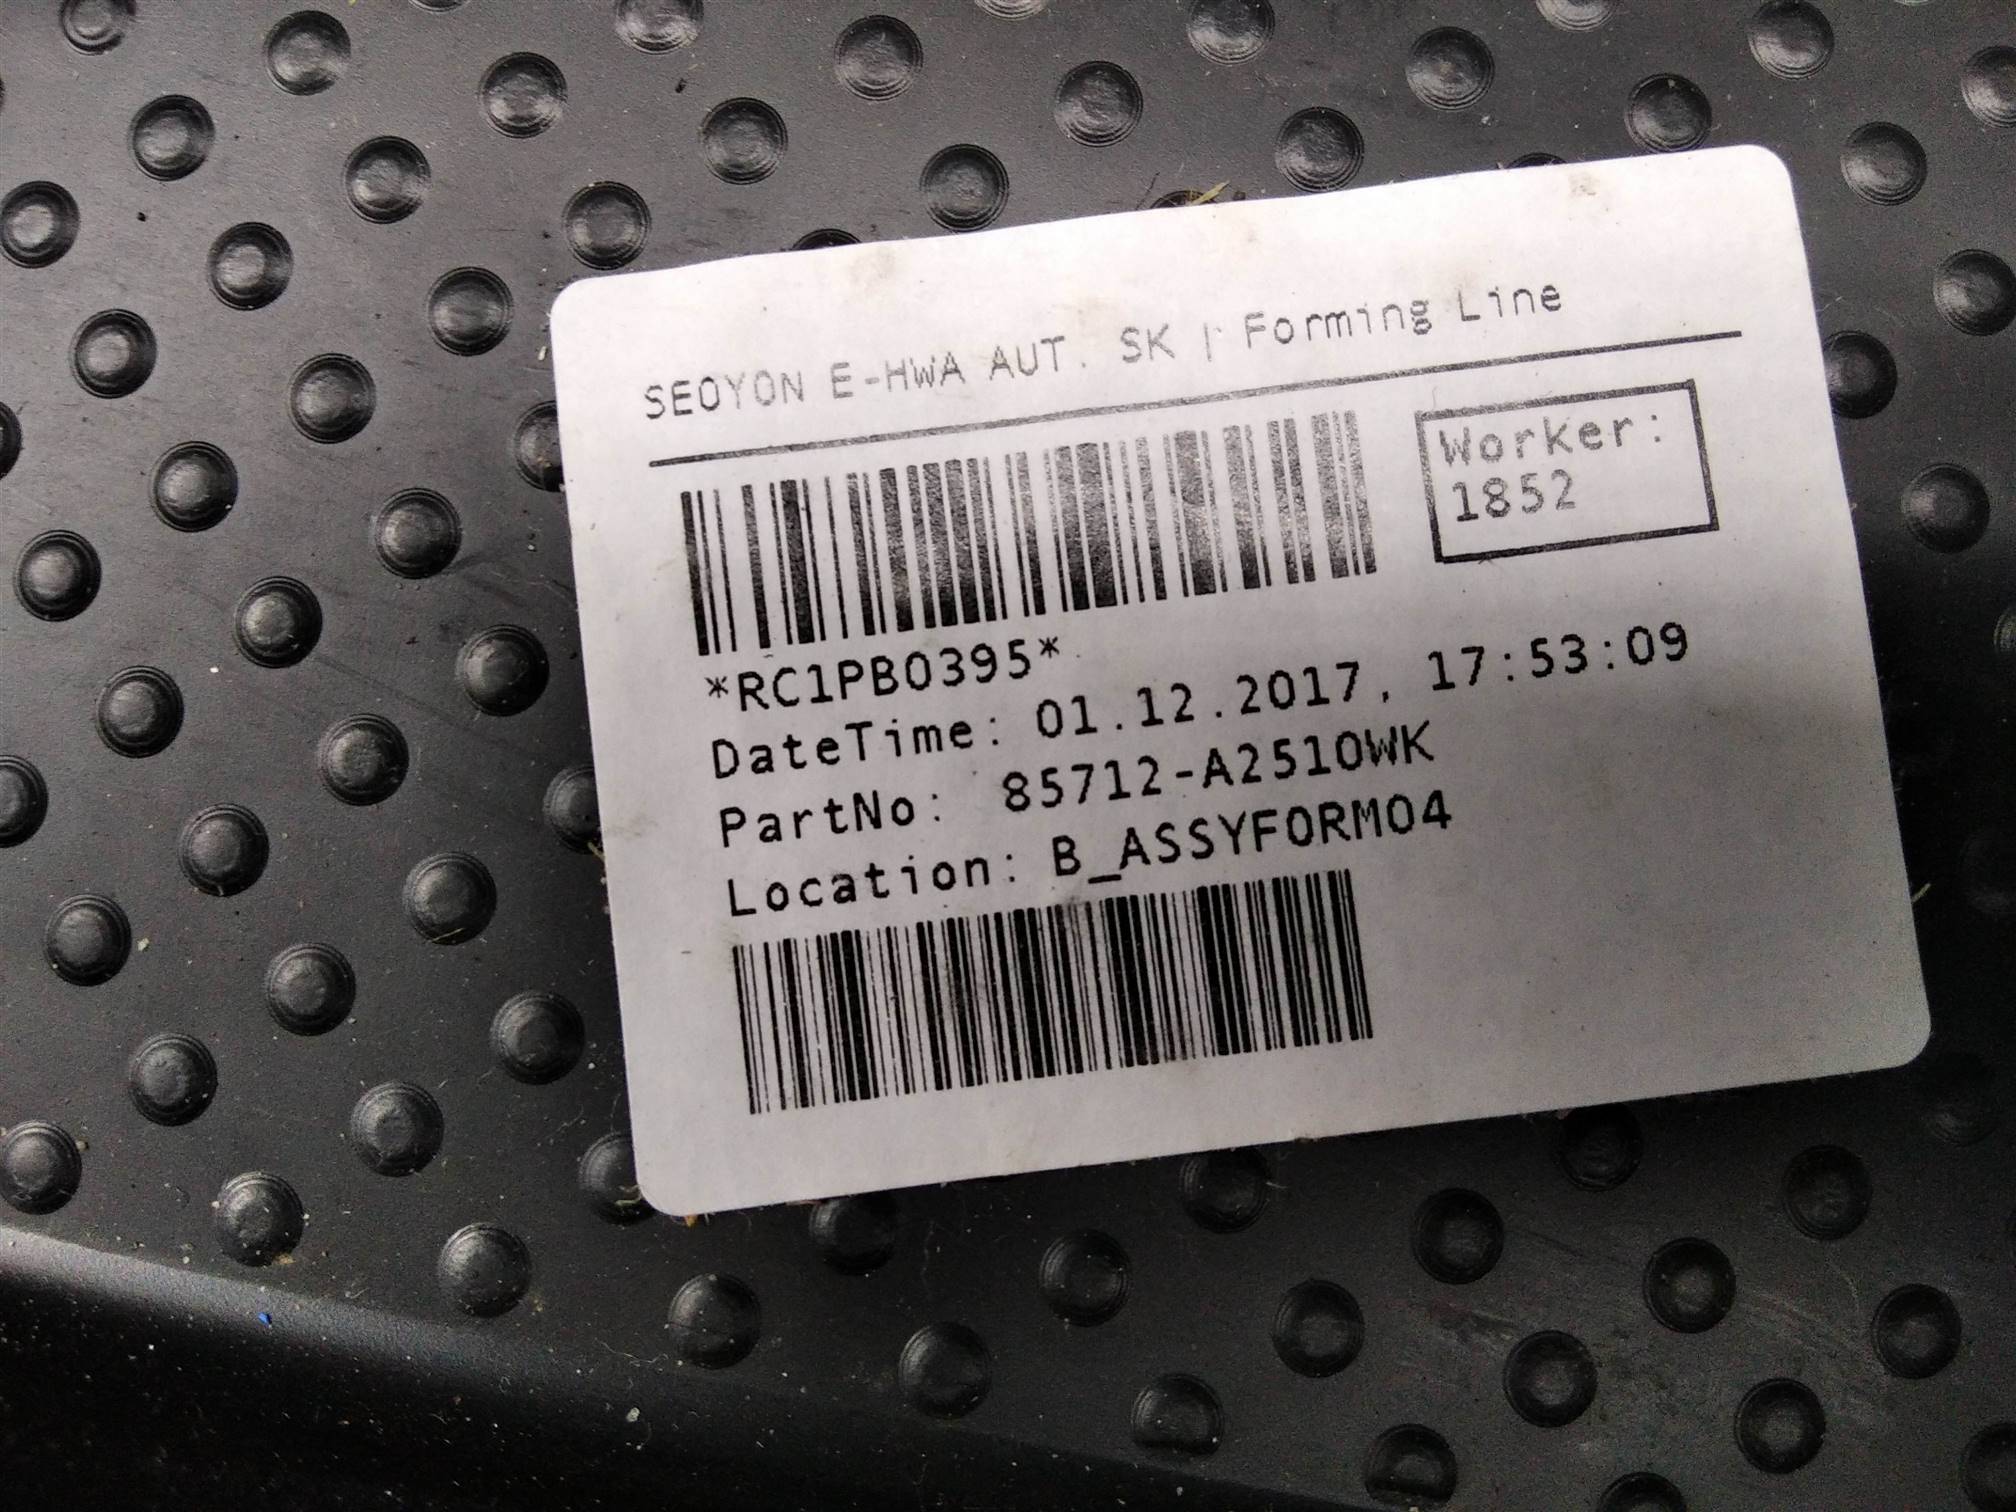 SEOYON E-HWA AUT. SK | Forming Line
Worker:
1852
*RC1PB0395*
DateTime: 01.12.2017, 17:53:09
PartNo: 85712-A2510WK
Location: B_ASSYFORM04